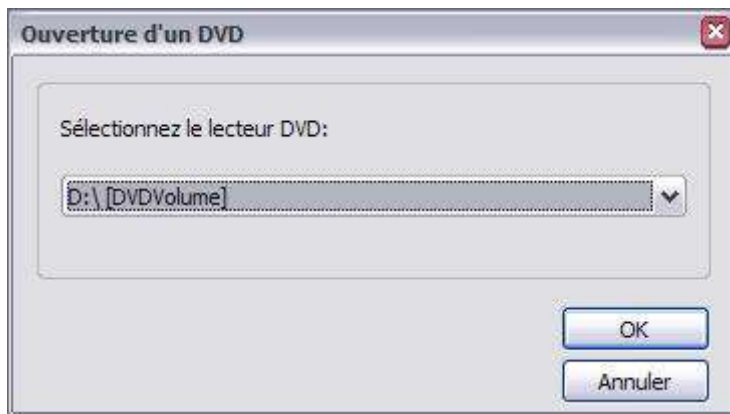 Ouverture d'un DVD
Sélectionnez le lecteur DVD:
D:\ [DVDVolume]
OK
Annuler